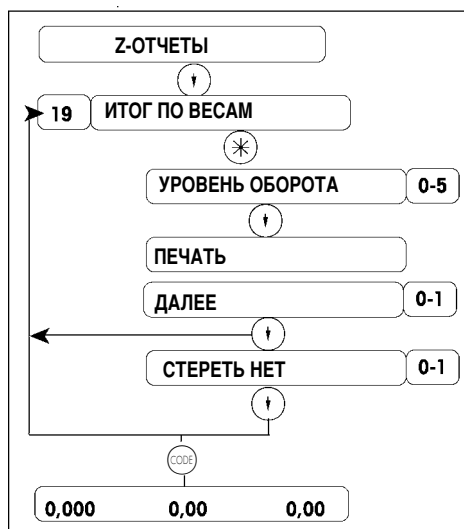 Z-ОТЧЕТЫ
19 ИТОГ ПО ВЕСАМ
УРОВЕНЬ ОБОРОТА 0-5
ПЕЧАТЬ
ДАЛЕЕ 0-1
СТЕРЕТЬ НЕТ 0-1
CODE
0,000 0,00 0,00